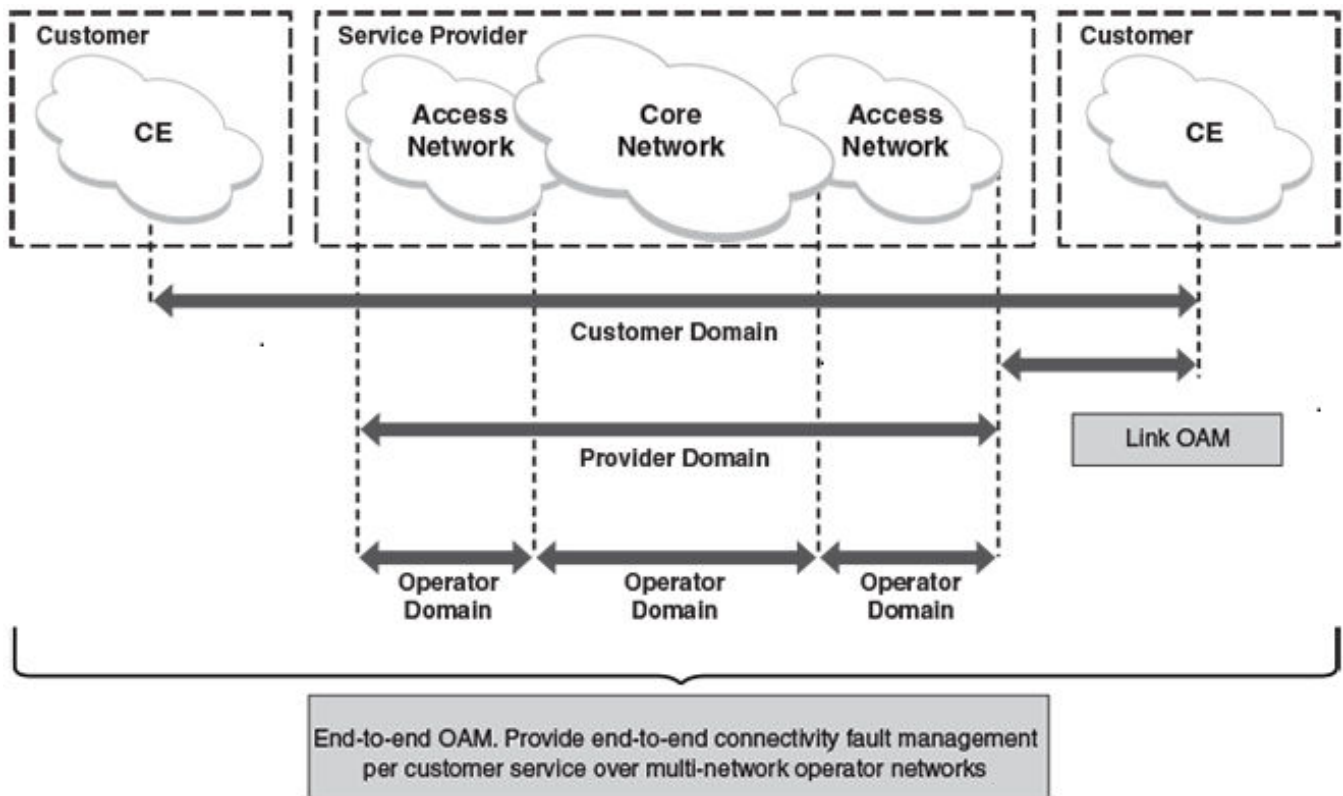 Customer
Service Provider
Customer
CE
Access
Network
Core
Network
Access
Network
CE
Customer Domain
Link OAM
Provider Domain
Operator
Domain
Operator
Domain
Operator
Domain
End-to-end OAM. Provide end-to-end connectivity fault management
per customer service over multi-network operator networks